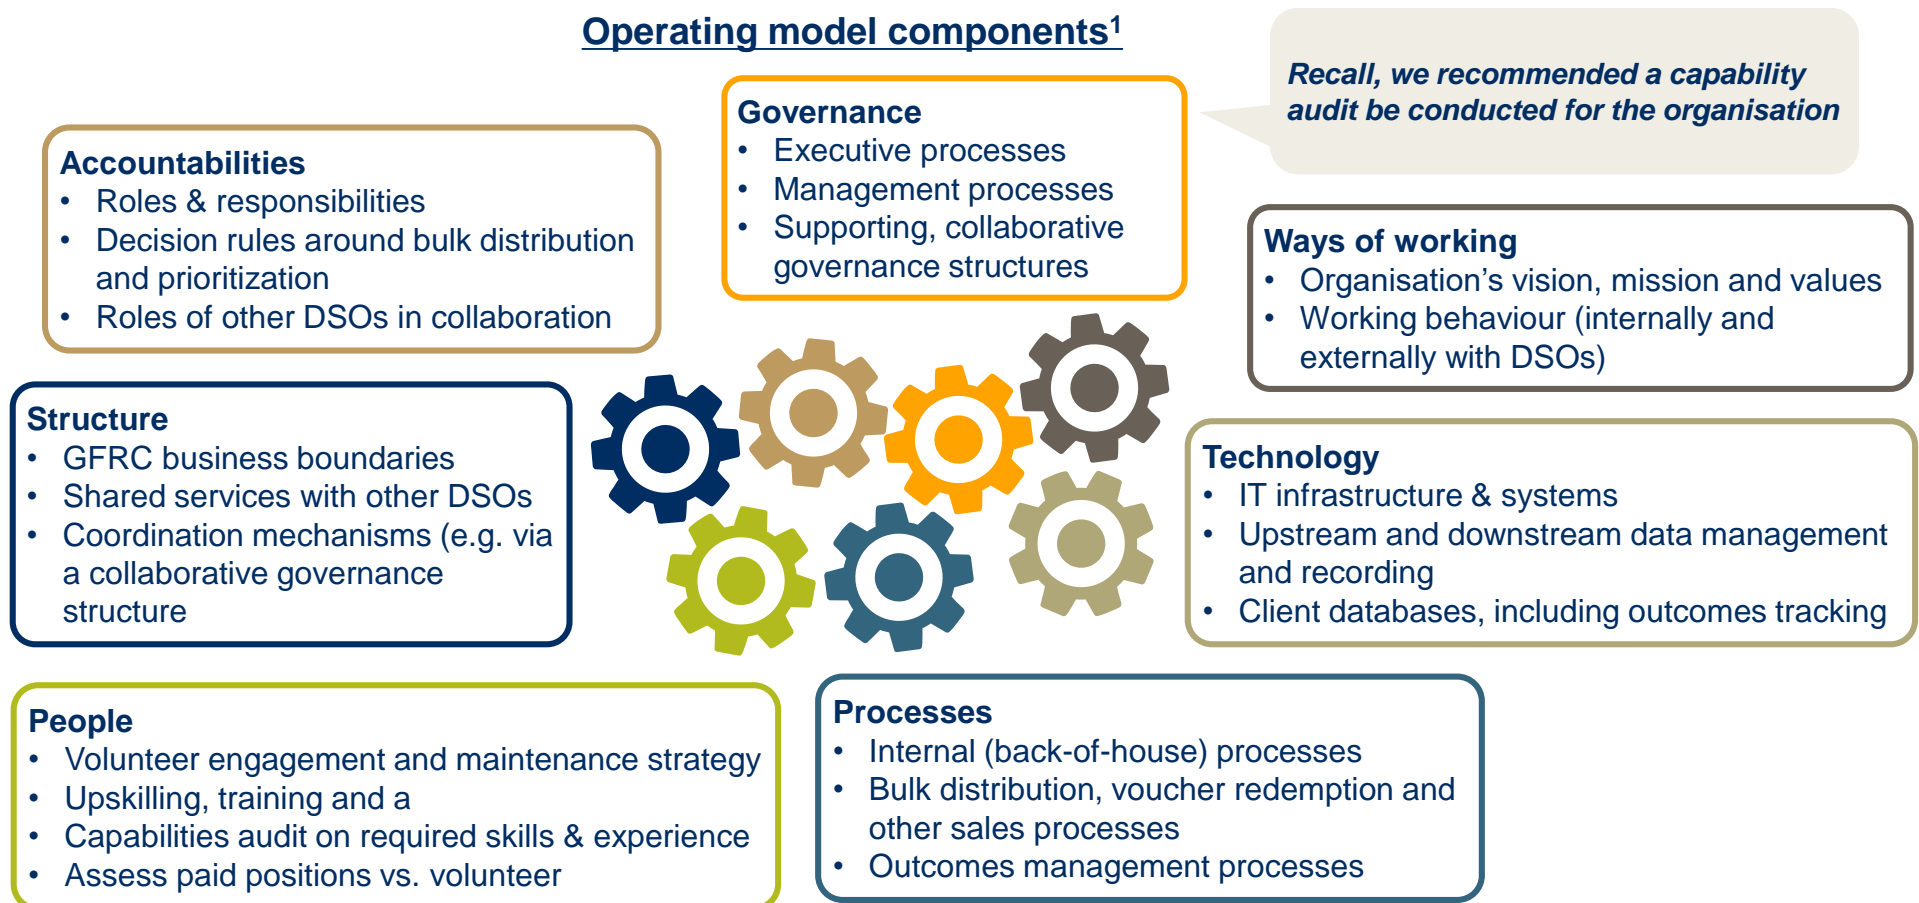 Operating model components1
Recall, we recommended a capability
audit be conducted for the organisation
Governance
• Executive processes
• Management processes
• Supporting, collaborative
governance structures
Accountabilities
• Roles & responsibilities
• Decision rules around bulk distribution
and prioritization
• Roles of other DSOs in collaboration
Ways of working
• Organisation’s vision, mission and values
• Working behaviour (internally and
externally with DSOs)
Structure
• GFRC business boundaries
• Shared services with other DSOs
• Coordination mechanisms (e.g. via
a collaborative governance
structure
Technology
• IT infrastructure & systems
• Upstream and downstream data management
and recording
• Client databases, including outcomes tracking
People
• Volunteer engagement and maintenance strategy
• Upskilling, training and a
• Capabilities audit on required skills & experience
• Assess paid positions vs. volunteer
Processes
• Internal (back-of-house) processes
• Bulk distribution, voucher redemption and
other sales processes
• Outcomes management processes